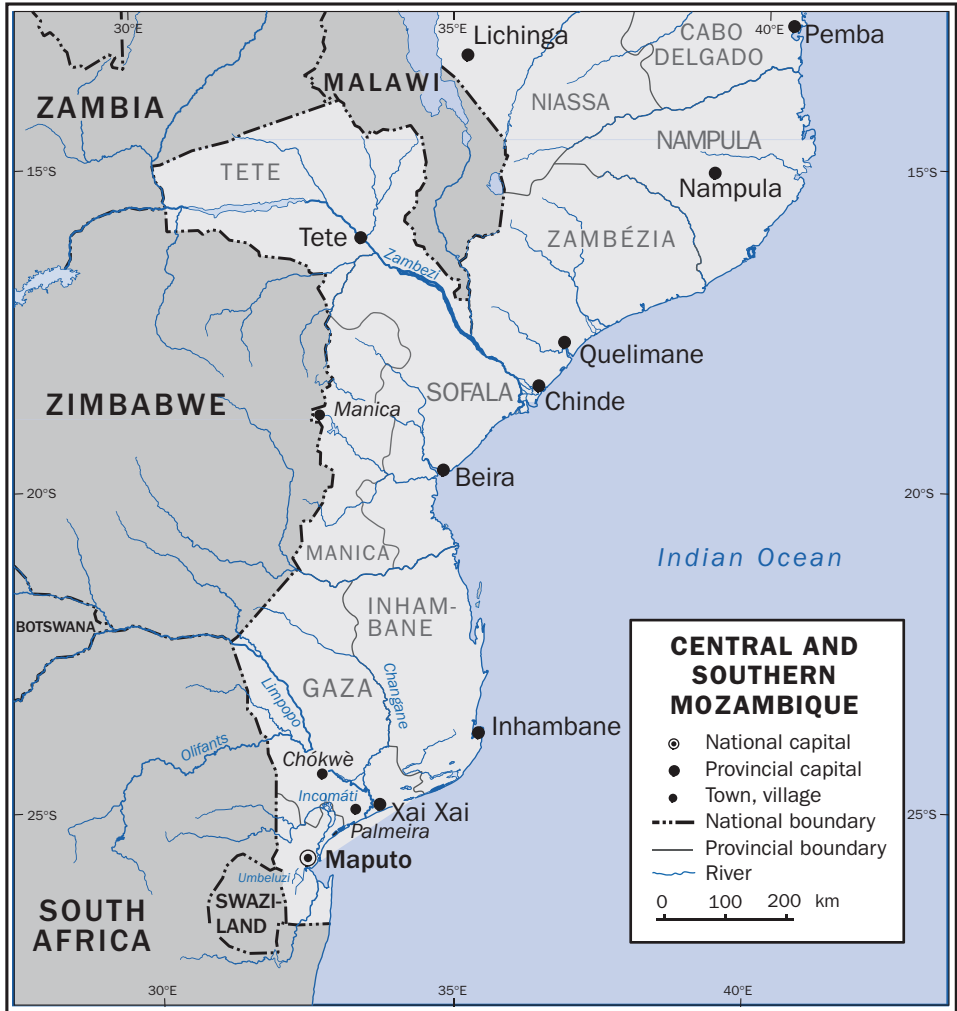 30°E
35°E
40°E
Lichinga
CABO
DELGADO
Pemba
MALAWI
ZAMBIA
NIASSA
NAMPULA
TETE
15°S
15°S
Nampula
Tete
ZAMBÉZIA
Zambezi
Quelimane
SOFALA
ZIMBABWE
Manica
Chinde
Beira
20°S
20°S
MANICA
Indian Ocean
INHAM-
BANE
BOTSWANA
GAZA
Limpopo
Changane
Olifants
Inhambane
Chókwè
Incomáti
Xai Xai
25°S
25°S
Palmeira
Maputo
Umbeluzi
SWAZI-
LAND
SOUTH
AFRICA
30°E
35°E
40°E
CENTRAL AND
SOUTHERN
MOZAMBIQUE
National capital
Provincial capital
Town, village
National boundary
Provincial boundary
River
0 100 200 km